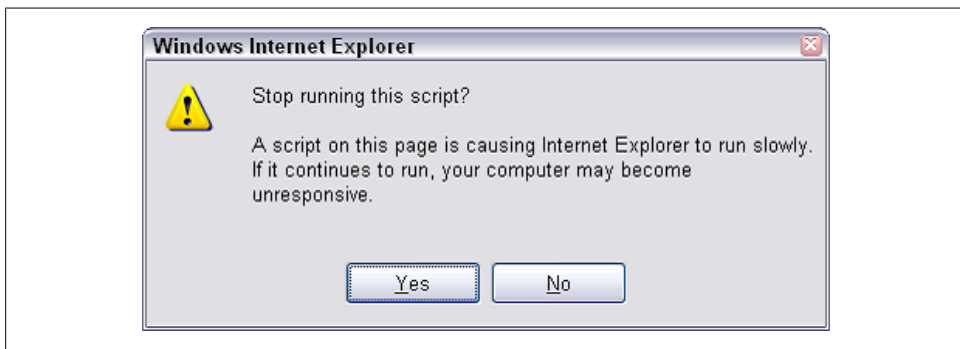 Windows Internet Explorer
Stop running this script?
A script on this page is causing Internet Explorer to run slowly.
If it continues to run, your computer may become
unresponsive.
Yes
No